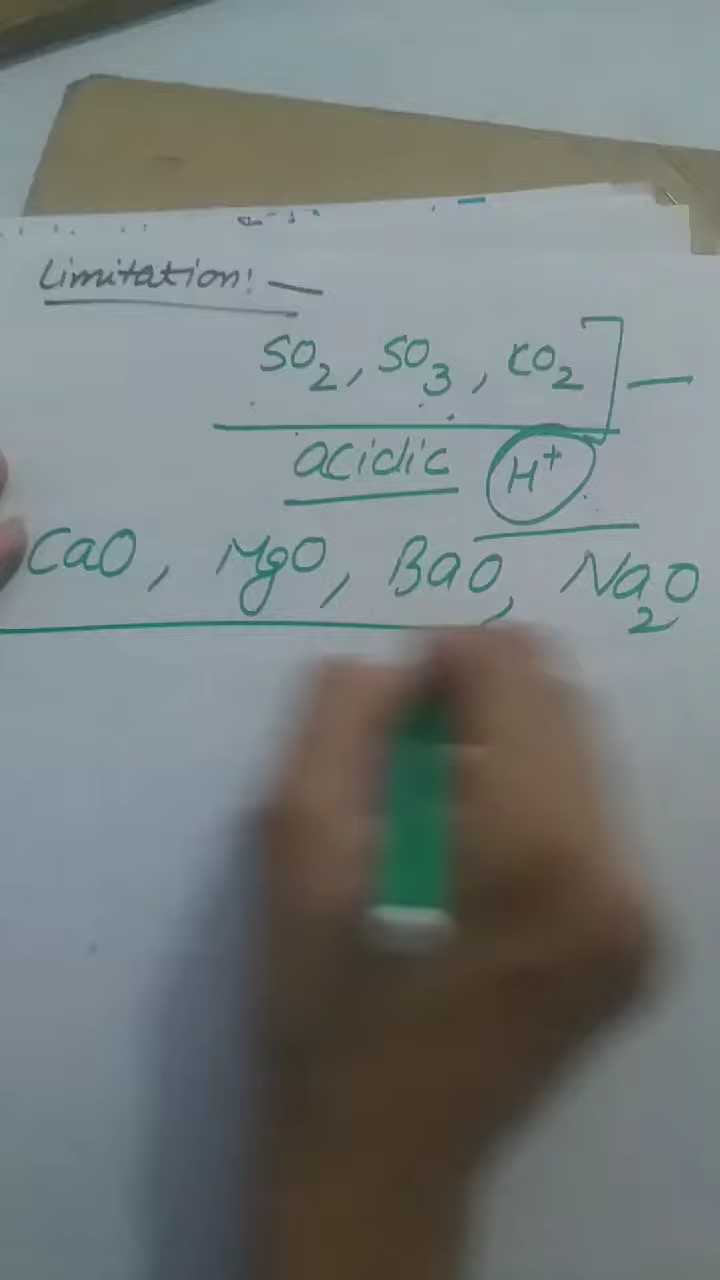 Limitation! —
SO2, SO3, CO2] —
acidic H+
CaO, MgO, BaO, Na2O